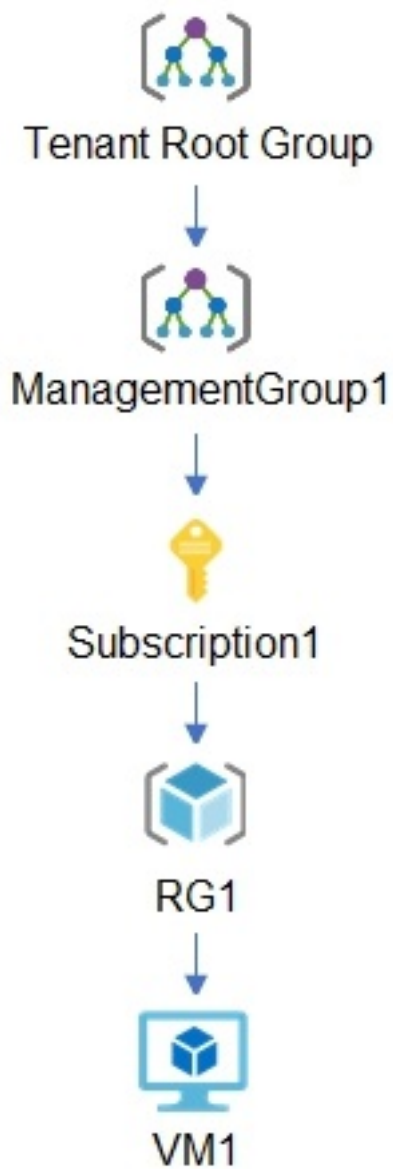 Tenant Root Group
ManagementGroup1
Subscription1
RG1
VM1